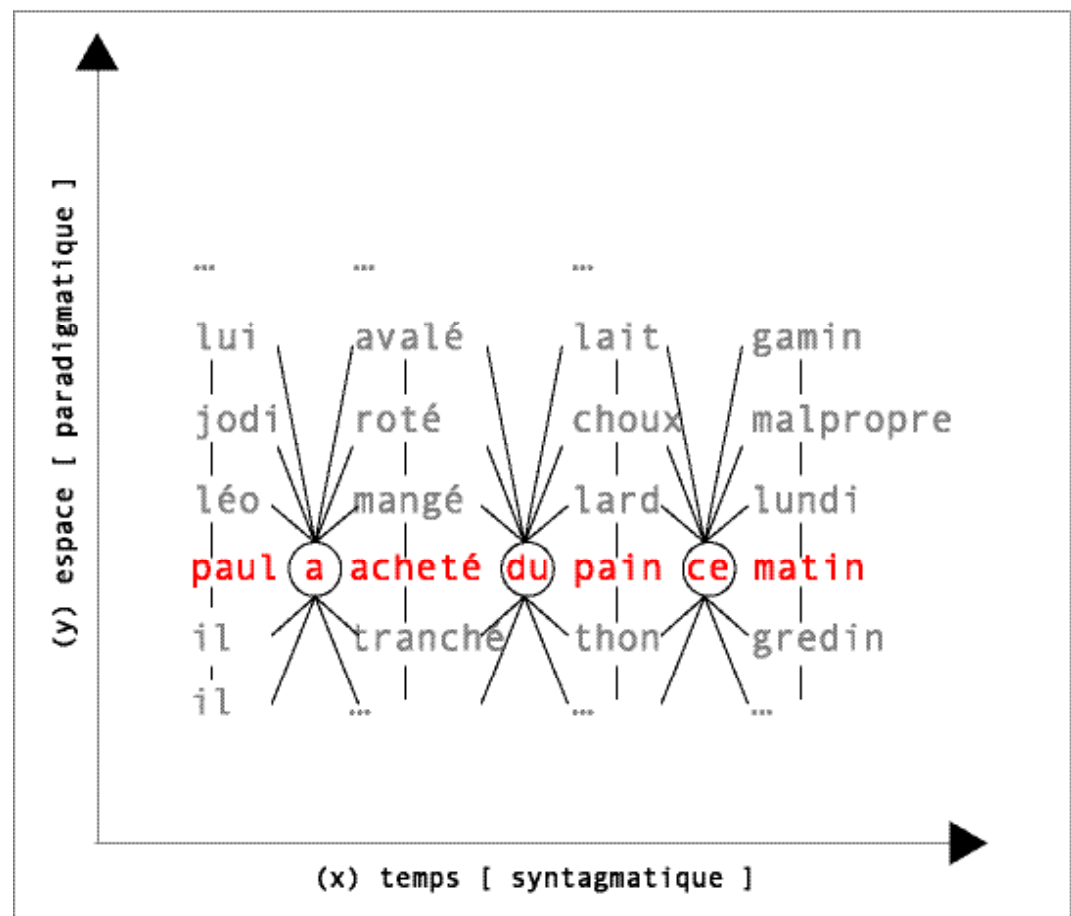 (y) espace [ paradigmatique ]
... ... ...
lui avalé lait gamin
jodi roté choux malpropre
léo mangé lard lundi
paul a acheté du pain ce matin
il tranché thon gredin
il ... ... ...
(x) temps [ syntagmatique ]